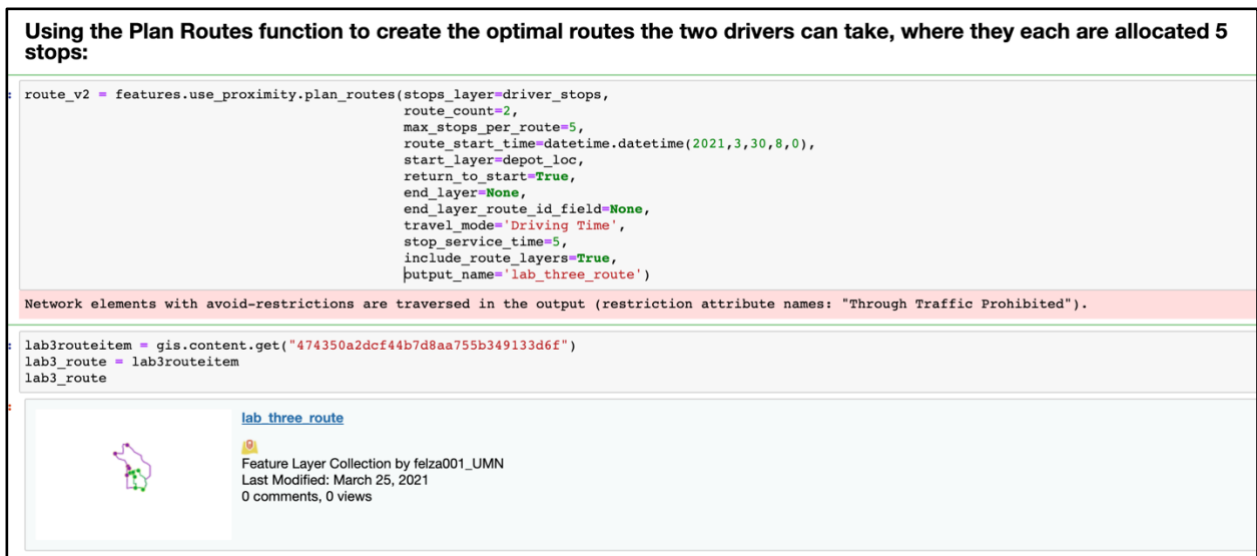 Using the Plan Routes function to create the optimal routes the two drivers can take, where they each are allocated 5
stops:
: route_v2 = features.use_proximity.plan_routes(stops_layer=driver_stops,
route_count=2,
max_stops_per_route=5,
route_start_time=datetime.datetime(2021,3,30,8,0),
start_layer=depot_loc,
return_to_start=True,
end_layer=None,
end_layer_route_id_field=None,
travel_mode='Driving Time',
stop_service_time=5,
include_route_layers=True,
output_name='lab_three_route')
Network elements with avoid-restrictions are traversed in the output (restriction attribute names: "Through Traffic Prohibited").
: lab3routeitem = gis.content.get("474350a2dcf44b7d8aa755b349133d6f")
lab3_route = lab3routeitem
lab3_route
:
lab_three_route
Feature Layer Collection by felza001_UMN
Last Modified: March 25, 2021
0 comments, 0 views